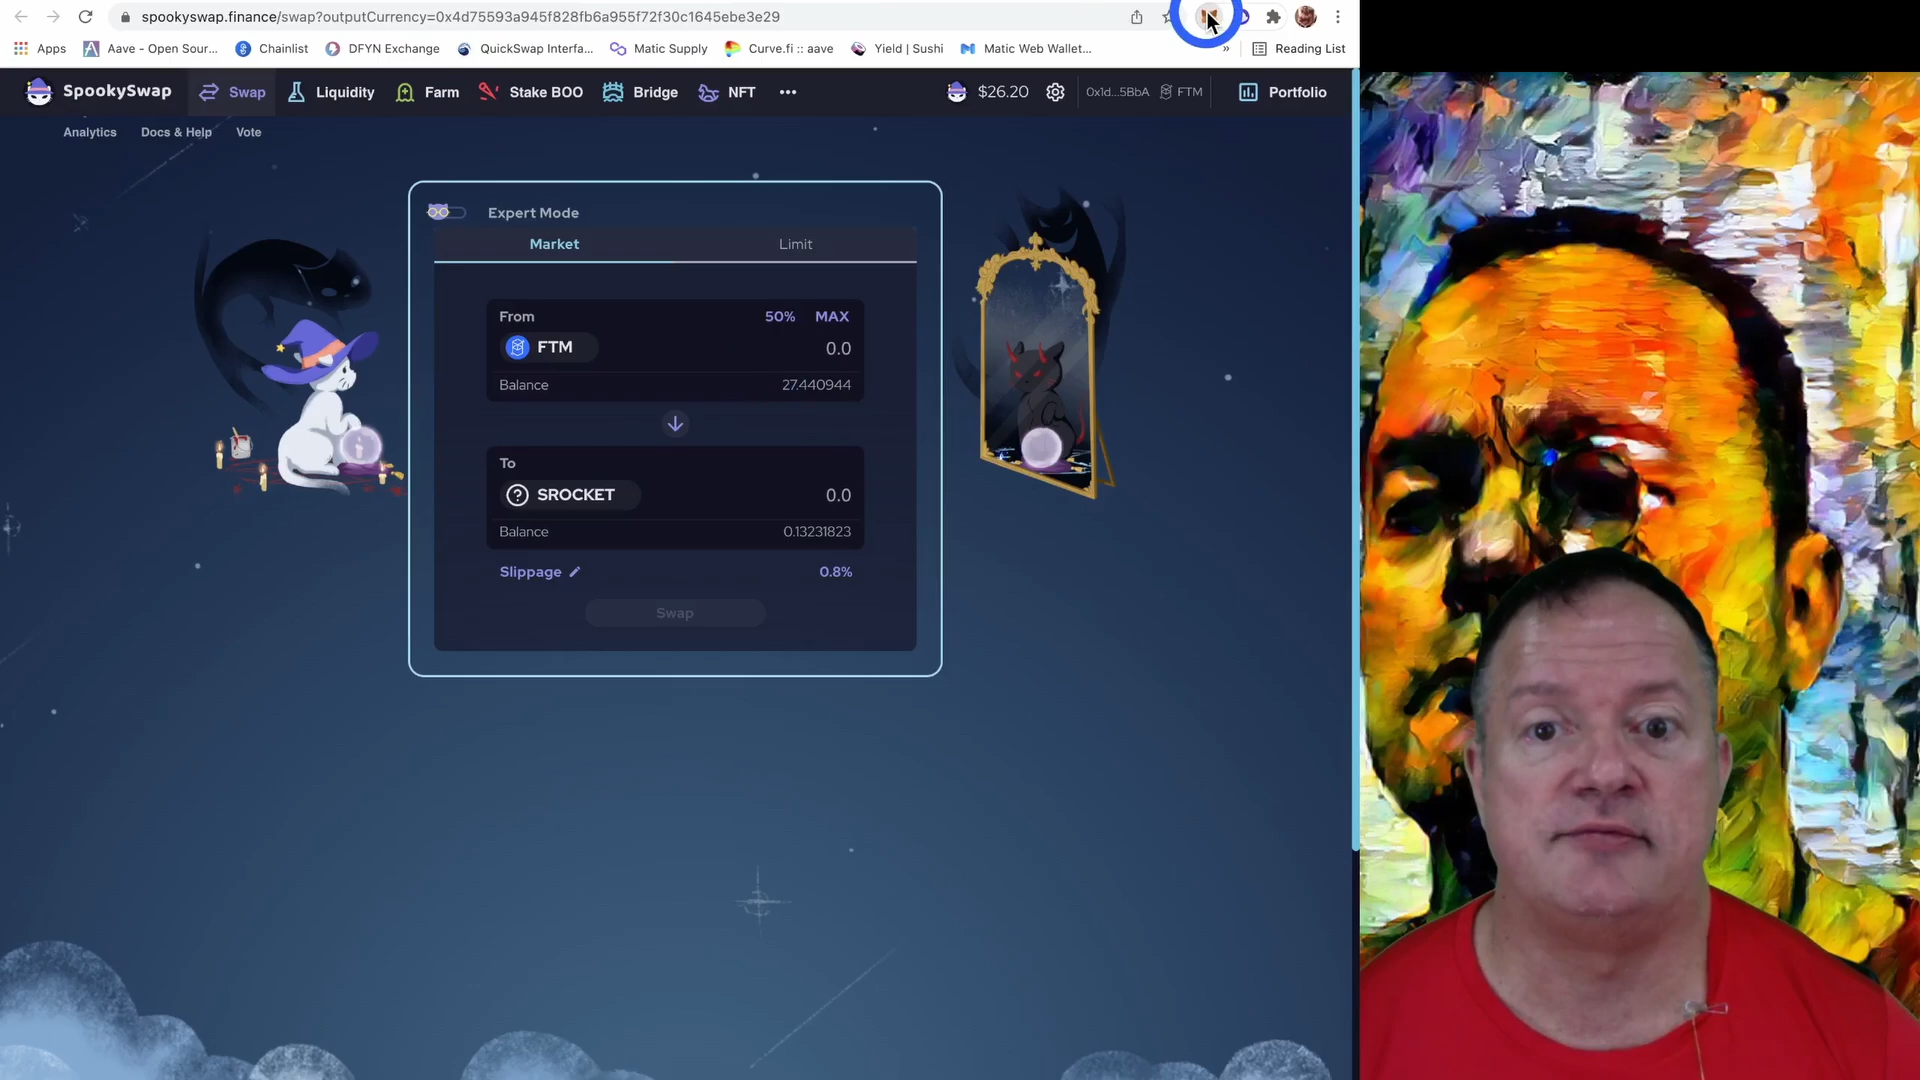 spookyswap.finance/swap?outputCurrency=0x4d75593a945f828fb6a955f72f30c1645ebe3e29
Apps Aave - Open Sour... Chainlist DFYN Exchange QuickSwap Interfa... Matic Supply Curve.fi :: aave Yield | Sushi Matic Web Wallet... » Reading List
SpookySwap Swap Liquidity Farm Stake BOO Bridge NFT ••• $26.20 0x1d...5BbA FTM Portfolio
Analytics Docs & Help Vote
Expert Mode
Market Limit
From 50% MAX
FTM 0.0
Balance 27.440944
To
SROCKET 0.0
Balance 0.13231823
Slippage 0.8%
Swap